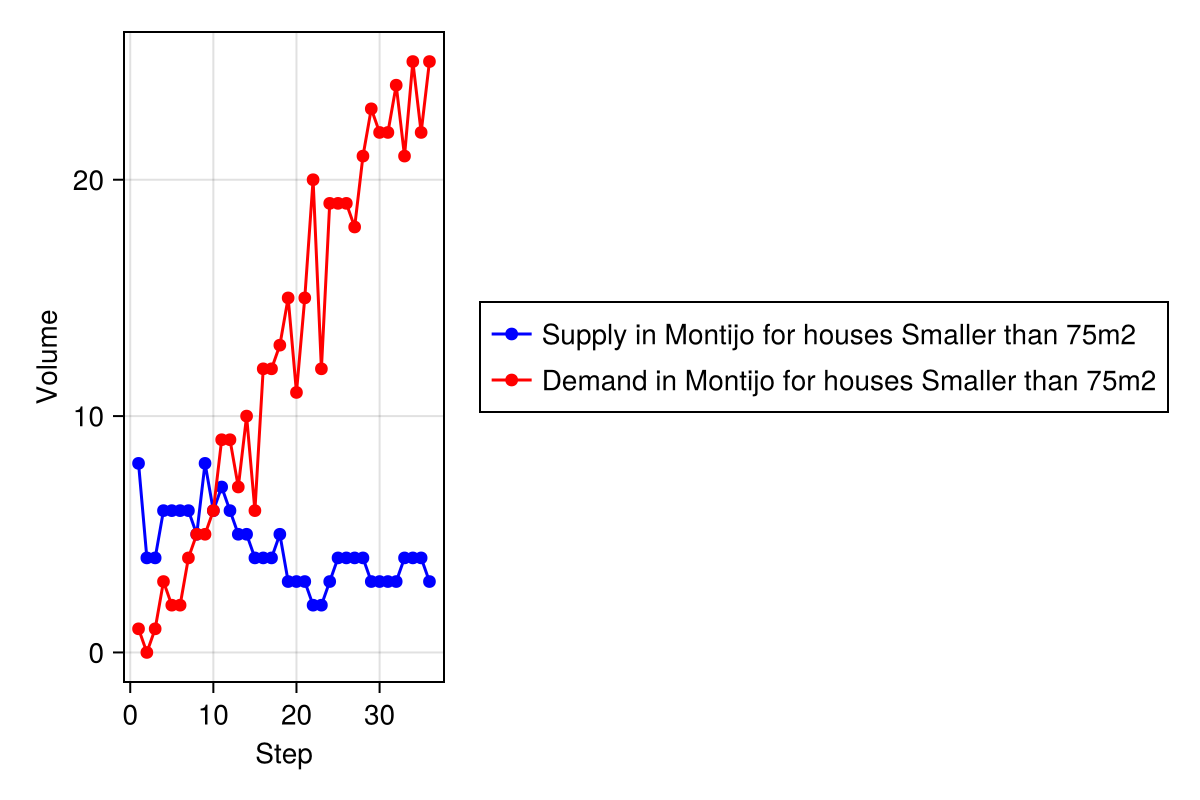 20
10
0
Volume
0 10 20 30
Step
Supply in Montijo for houses Smaller than 75m2
Demand in Montijo for houses Smaller than 75m2